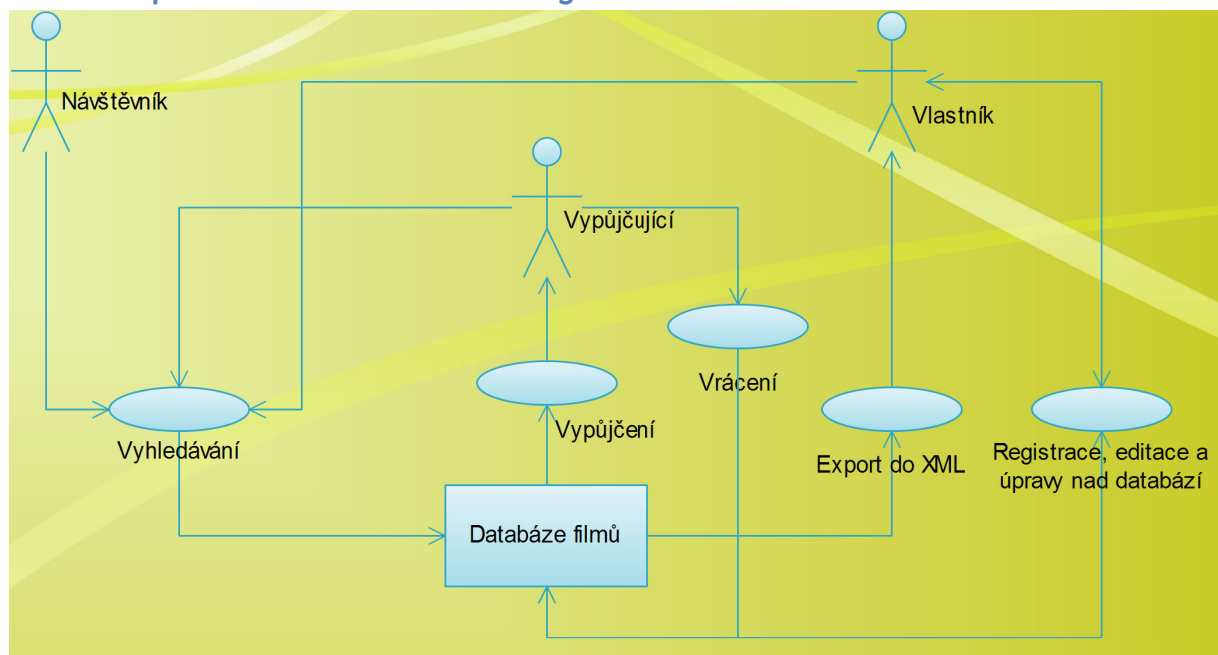 Návštěvník
Vlastník
Vypůjčující
Vrácení
Vypůjčení
Vyhledávání
Export do XML
Registrace, editace a
úpravy nad databází
Databáze filmů